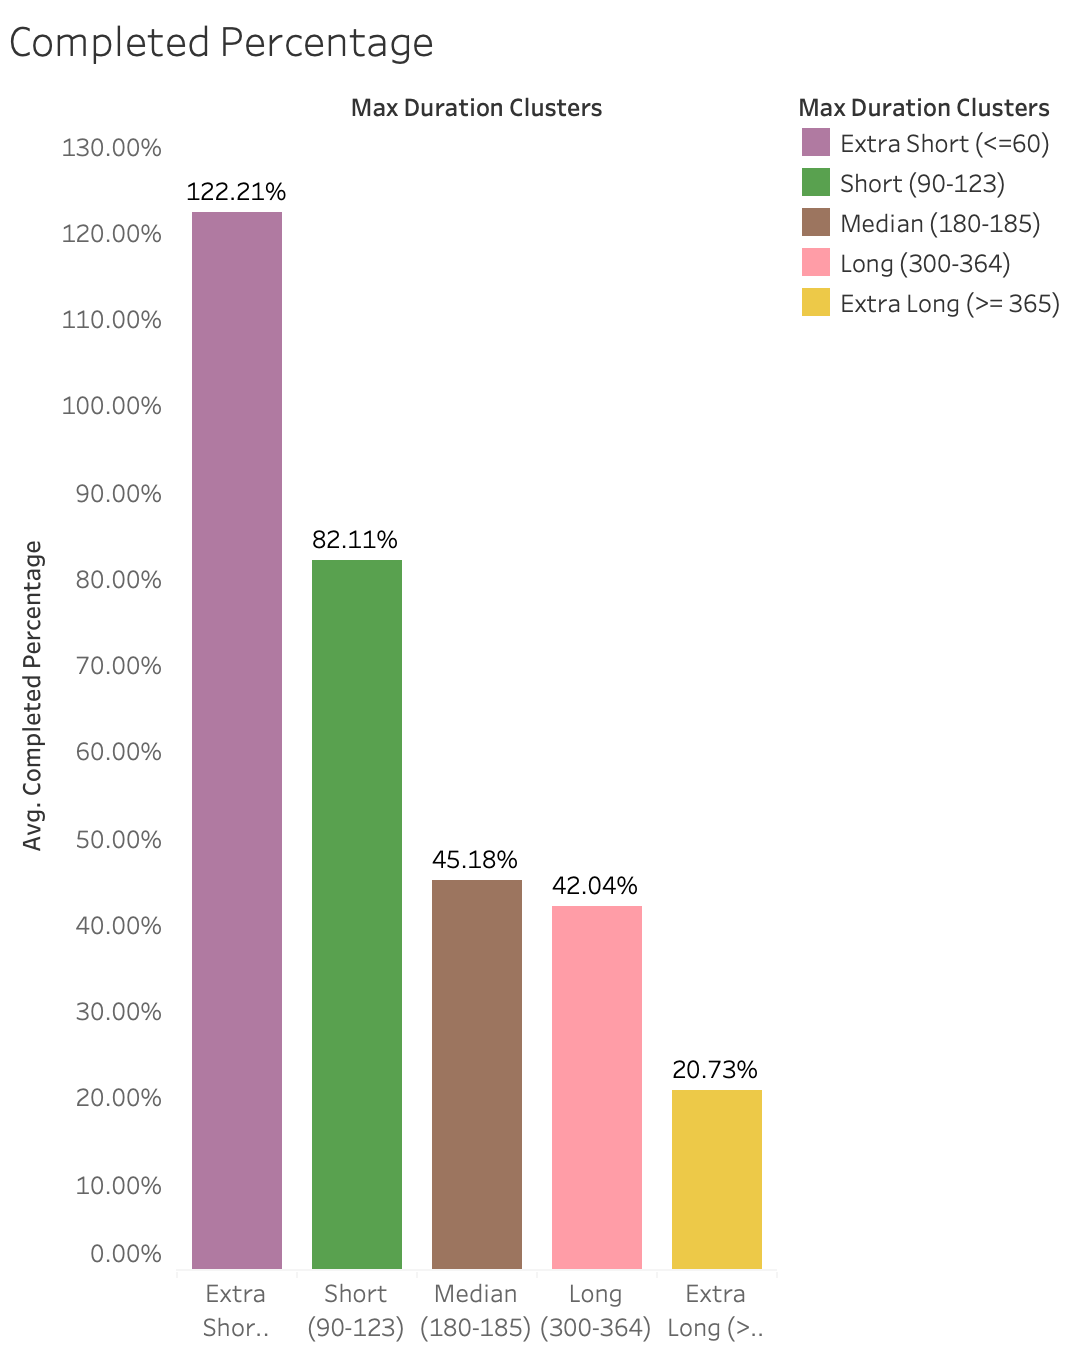 Completed Percentage
Max Duration Clusters
Max Duration Clusters
Extra Short (<=60)
Short (90-123)
Median (180-185)
Long (300-364)
Extra Long (>= 365)
130.00%
120.00%
110.00%
100.00%
90.00%
80.00%
70.00%
60.00%
50.00%
40.00%
30.00%
20.00%
10.00%
0.00%
Avg. Completed Percentage
122.21%
82.11%
45.18%
42.04%
20.73%
Extra
Shor..
Short
(90-123)
Median
(180-185)
Long
(300-364)
Extra
Long (>..